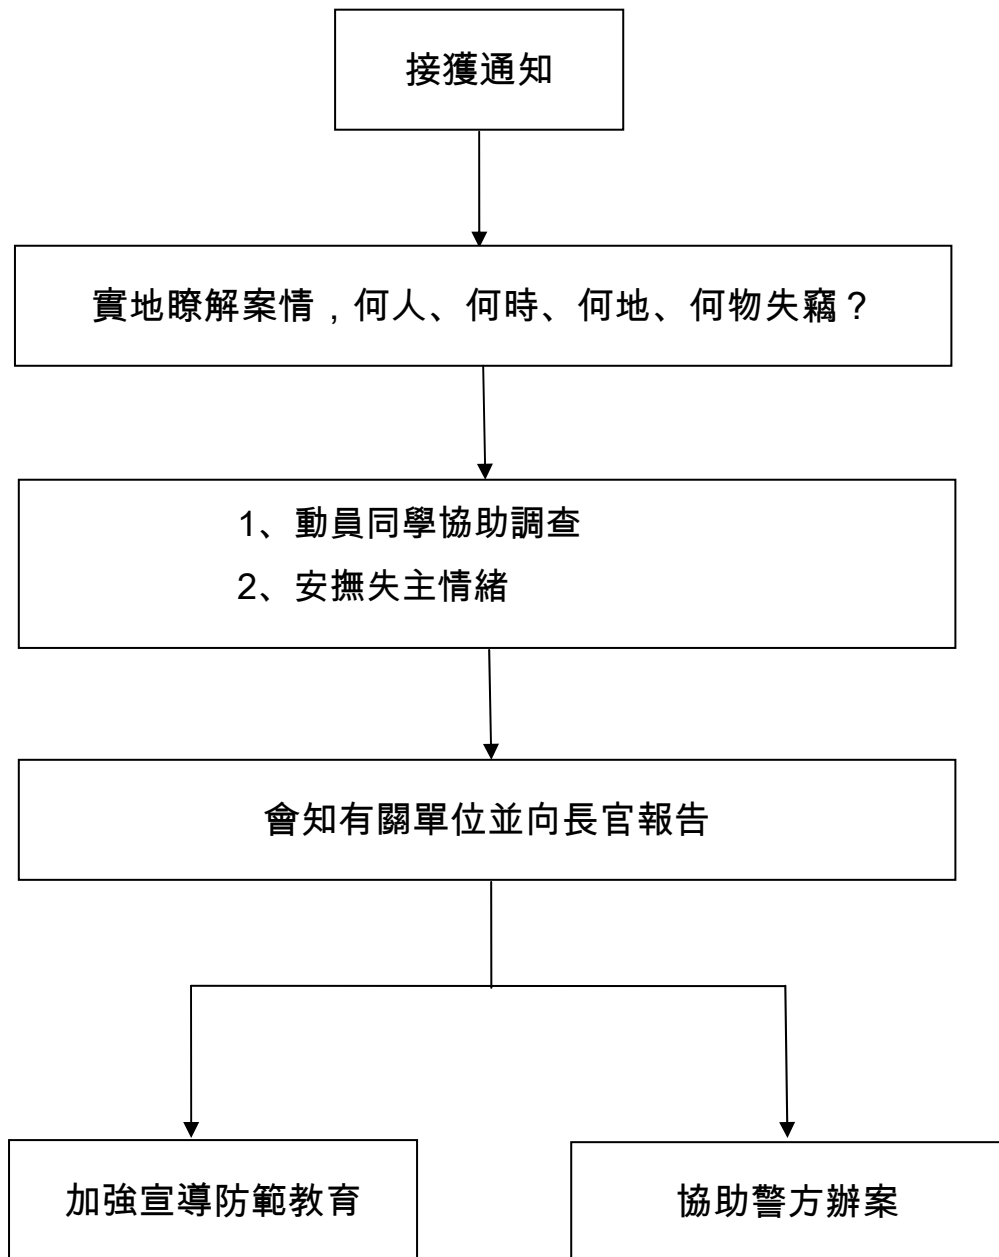 接獲通知
實地瞭解案情，何人、何時、何地、何物失竊？
1、動員同學協助調查
2、安撫失主情緒
會知有關單位並向長官報告
加強宣導防範教育
協助警方辦案